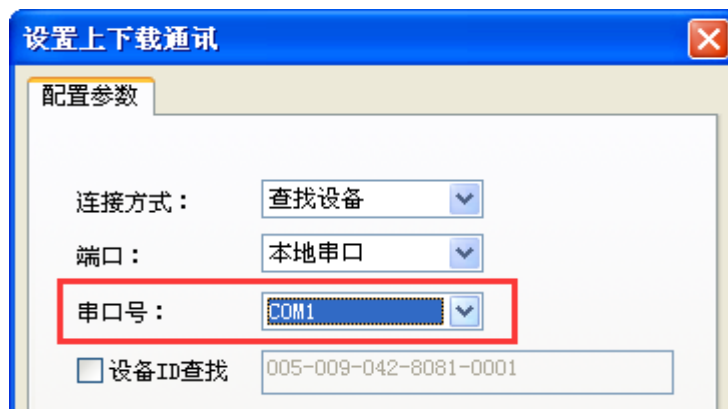 设置上下载通讯
配置参数
连接方式： 查找设备
端口： 本地串口
串口号： COM1
设备ID查找 005-009-042-8081-0001